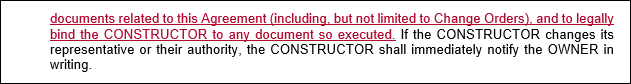 documents related to this Agreement (including, but not limited to Change Orders), and to legally
bind the CONSTRUCTOR to any document so executed. If the CONSTRUCTOR changes its
representative or their authority, the CONSTRUCTOR shall immediately notify the OWNER in
writing.